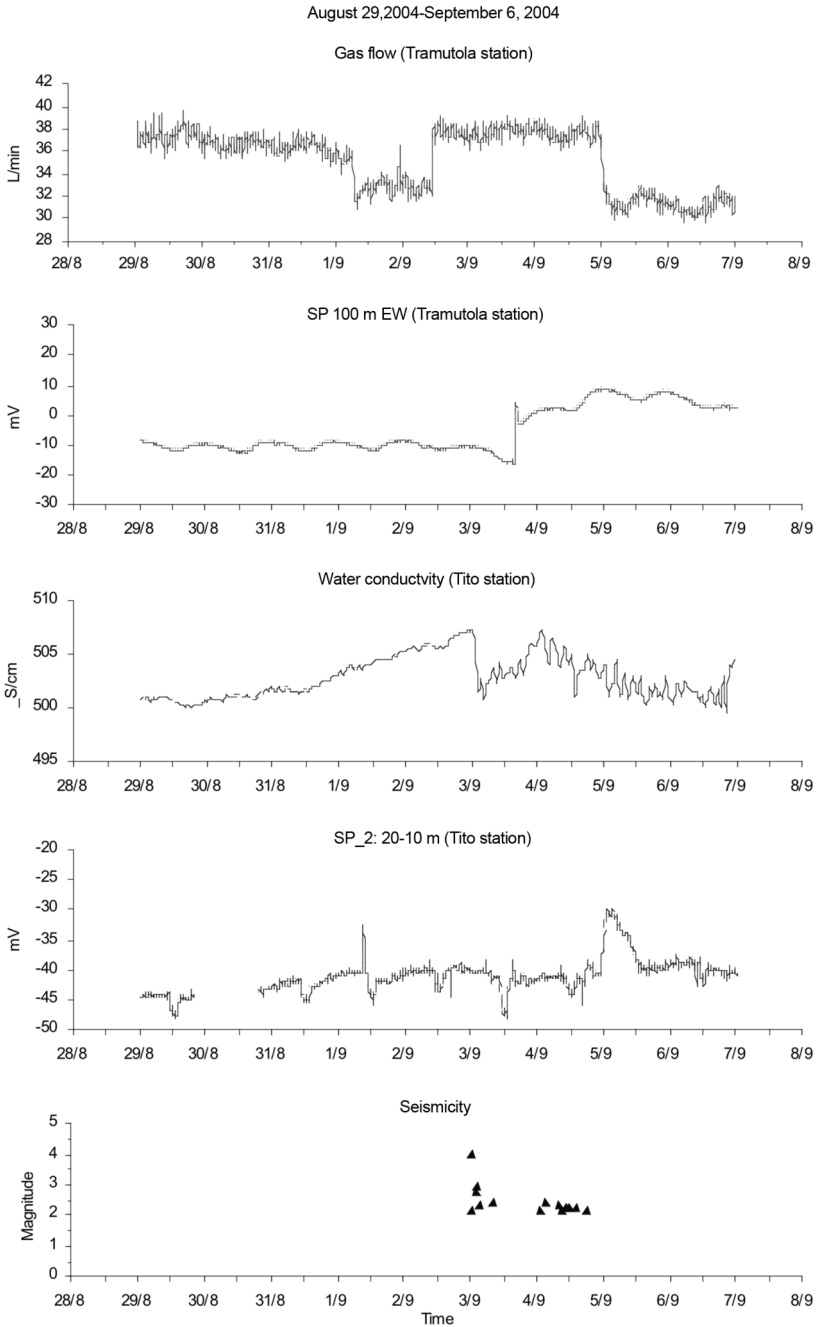 August 29,2004-September 6, 2004
Gas flow (Tramutola station)
42
40
38
36
34
32
30
28
L/min
28/8 29/8 30/8 31/8 1/9 2/9 3/9 4/9 5/9 6/9 7/9 8/9
SP 100 m EW (Tramutola station)
30
20
10
0
-10
-20
-30
mV
28/8 29/8 30/8 31/8 1/9 2/9 3/9 4/9 5/9 6/9 7/9 8/9
Water conductvity (Tito station)
510
505
500
495
_S/cm
28/8 29/8 30/8 31/8 1/9 2/9 3/9 4/9 5/9 6/9 7/9 8/9
SP_2: 20-10 m (Tito station)
-20
-25
-30
-35
-40
-45
-50
mV
28/8 29/8 30/8 31/8 1/9 2/9 3/9 4/9 5/9 6/9 7/9 8/9
Seismicity
5
4
3
2
1
0
Magnitude
28/8 29/8 30/8 31/8 1/9 2/9 3/9 4/9 5/9 6/9 7/9 8/9
Time